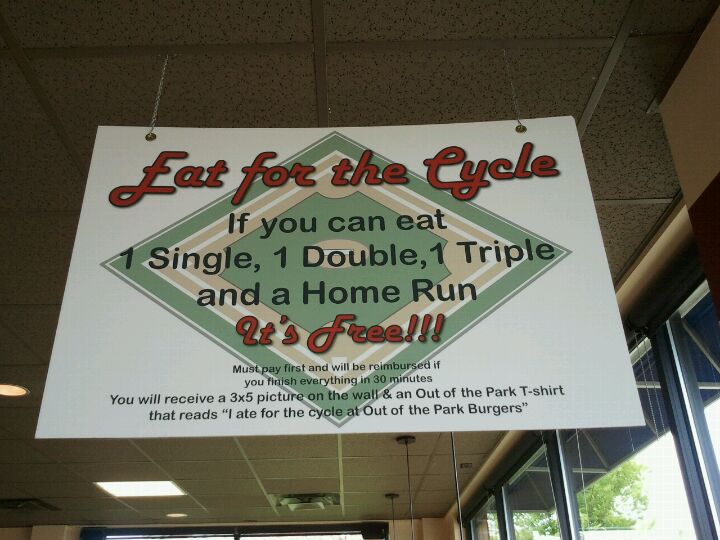 Eat for the Cycle
If you can eat
1 Single, 1 Double,1 Triple
and a Home Run
It's Free!!!
Must pay first and will be reimbursed if
you finish everything in 30 minutes
You will receive a 3x5 picture on the wall & an Out of the Park T-shirt
that reads "I ate for the cycle at Out of the Park Burgers"